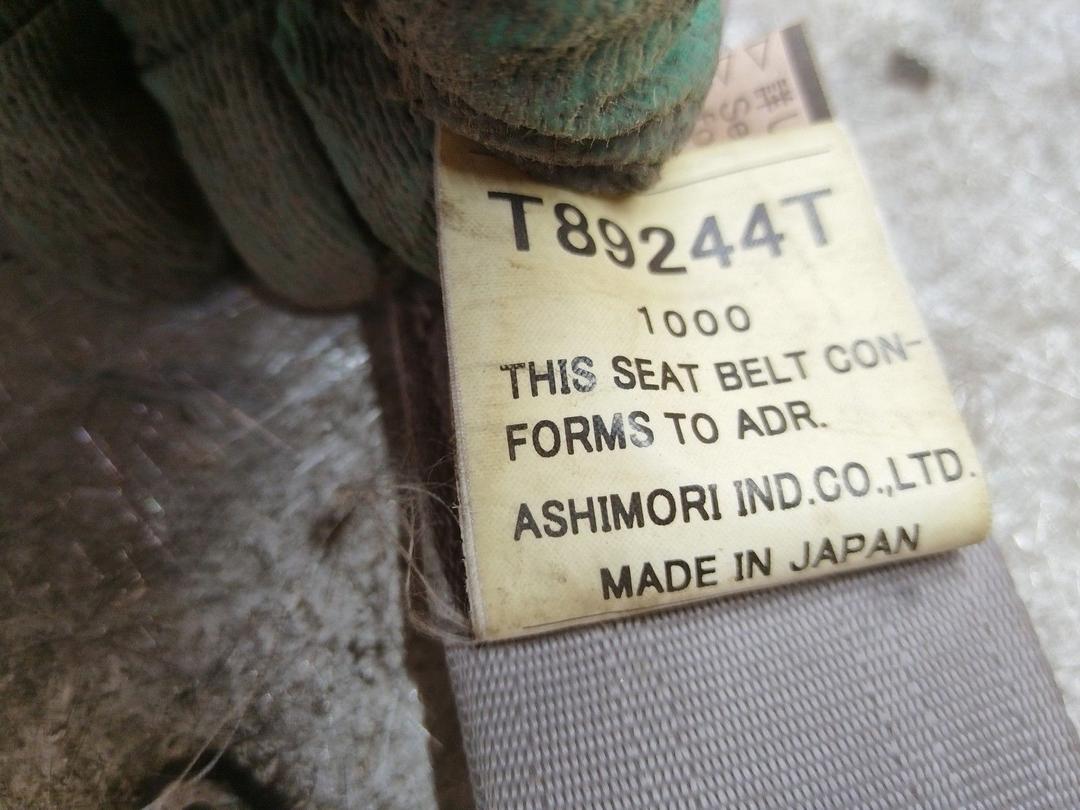 T89244T
1000
THIS SEAT BELT CON-
FORMS TO ADR.
ASHIMORI IND.CO.,LTD.
MADE IN JAPAN